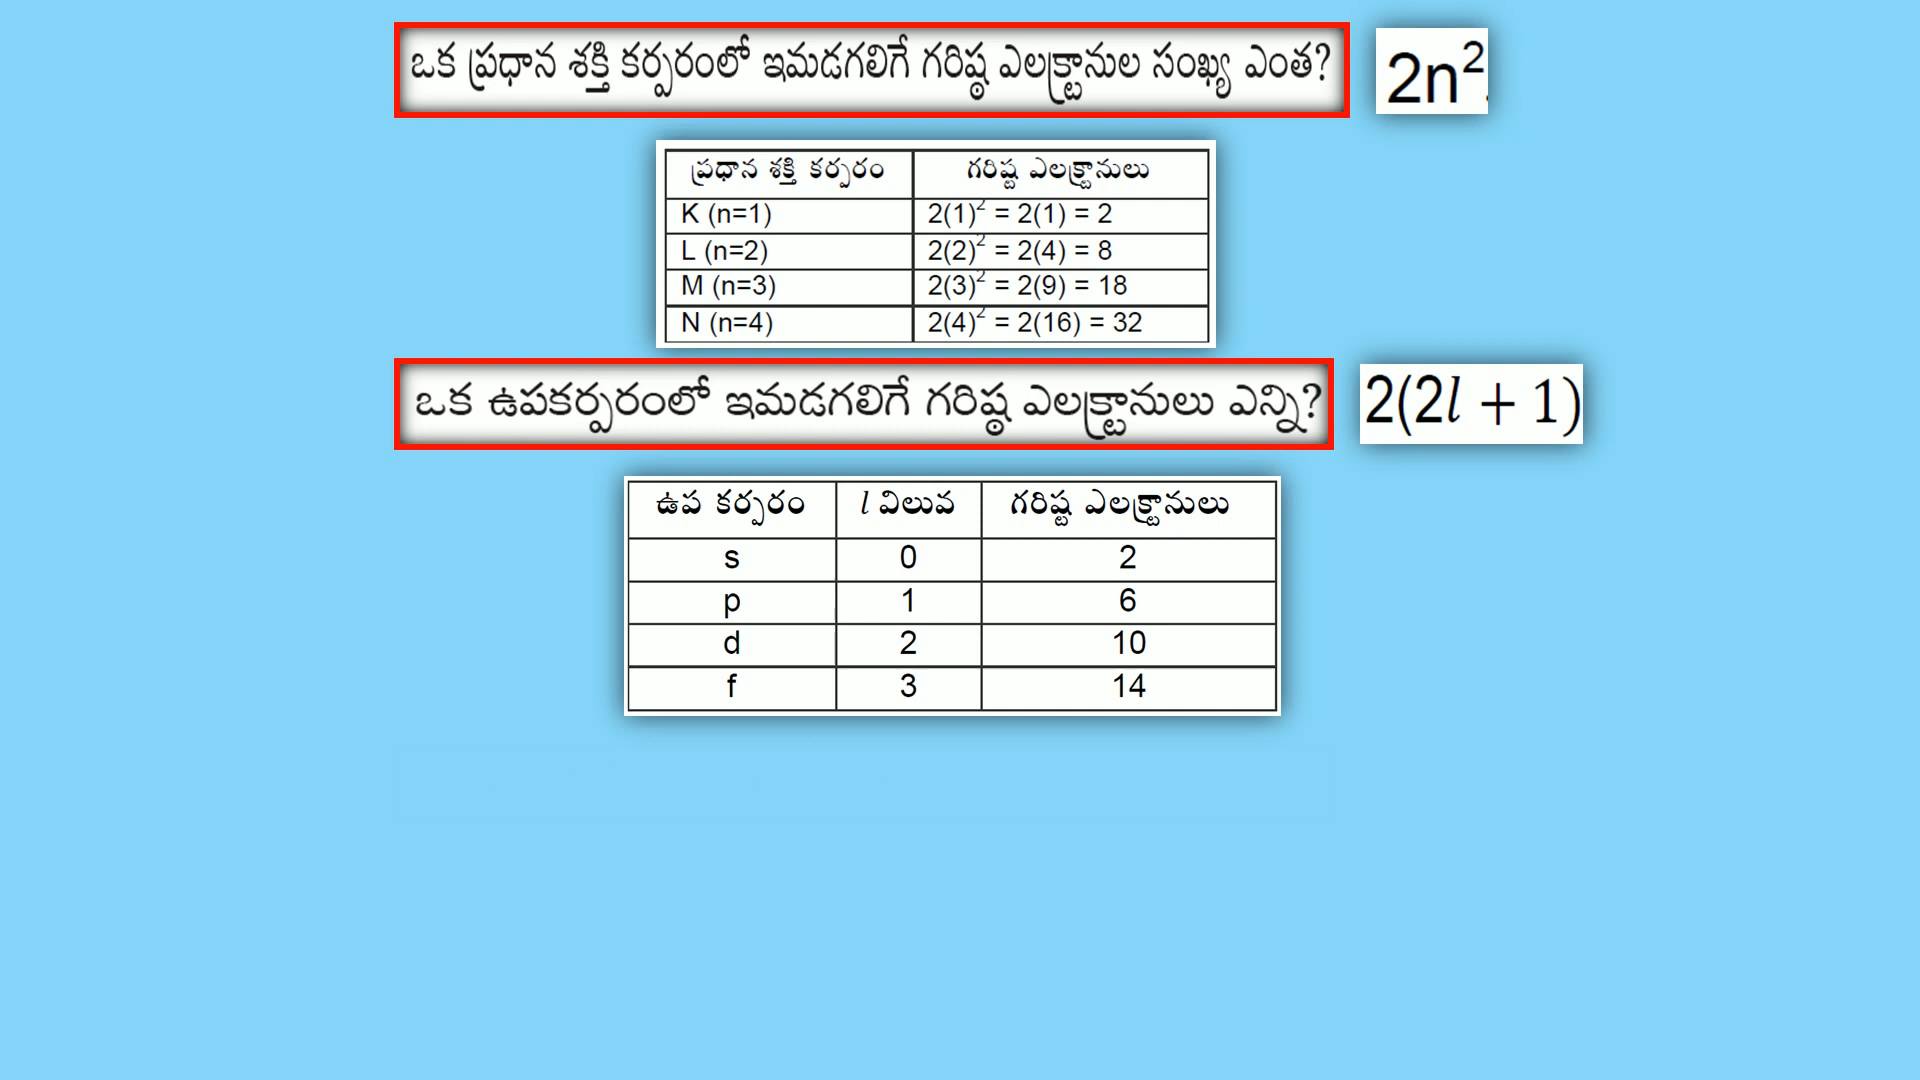 ఒక ప్రధాన శక్తి కర్పరంలో ఇమడగలిగే గరిష్ఠ ఎలక్ట్రానుల సంఖ్య ఎంత? 2n².
ప్రధాన శక్తి కర్పరం గరిష్ట ఎలక్ట్రానులు
K (n=1) 2(1)² = 2(1) = 2
L (n=2) 2(2)² = 2(4) = 8
M (n=3) 2(3)² = 2(9) = 18
N (n=4) 2(4)² = 2(16) = 32
ఒక ఉపకర్పరంలో ఇమడగలిగే గరిష్ఠ ఎలక్ట్రానులు ఎన్ని? 2(2l + 1)
ఉప కర్పరం l విలువ గరిష్ట ఎలక్ట్రానులు
s 0 2
p 1 6
d 2 10
f 3 14